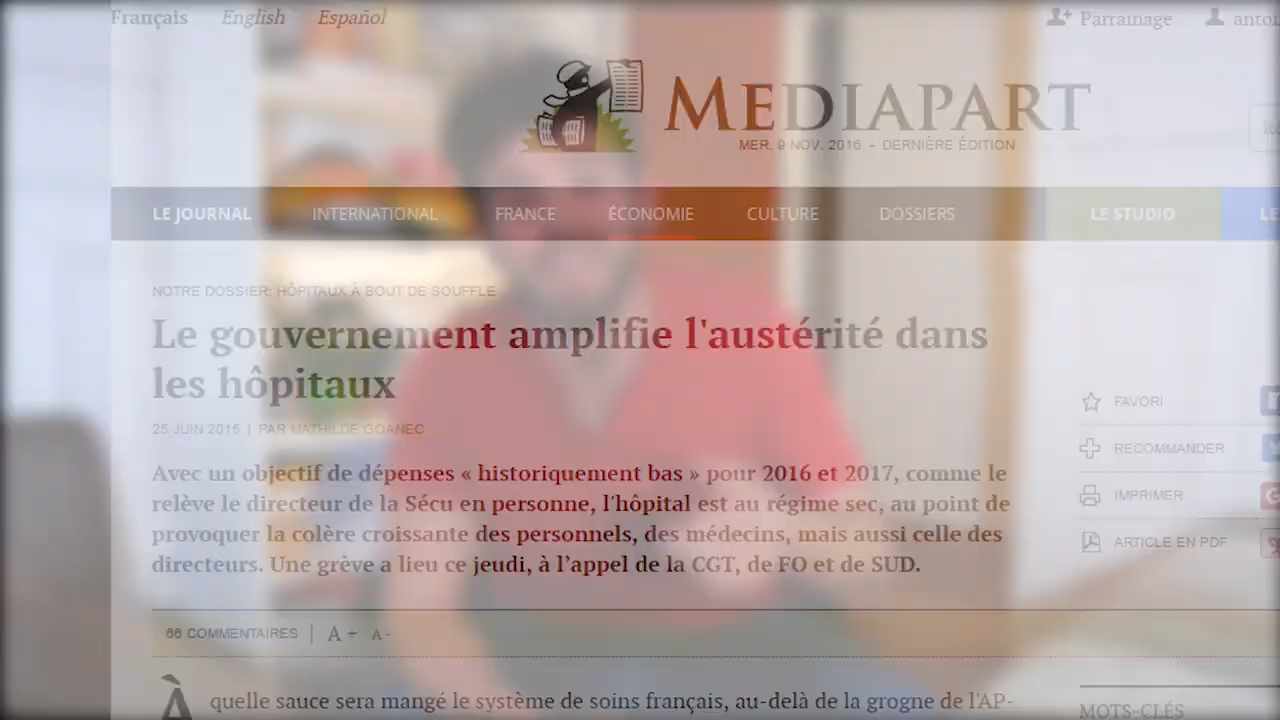 Français English Español
Parrainage
MEDIAPART
MER. 9 NOV. 2016 – DERNIÈRE ÉDITION
LE JOURNAL INTERNATIONAL FRANCE ÉCONOMIE CULTURE DOSSIERS LE STUDIO
NOTRE DOSSIER: HÔPITAUX À BOUT DE SOUFFLE
Le gouvernement amplifie l'austérité dans
les hôpitaux
25 JUIN 2016 | PAR MATHILDE GOANEC
FAVORI
RECOMMANDER
IMPRIMER
ARTICLE EN PDF
Avec un objectif de dépenses « historiquement bas » pour 2016 et 2017, comme le
relève le directeur de la Sécu en personne, l'hôpital est au régime sec, au point de
provoquer la colère croissante des personnels, des médecins, mais aussi celle des
directeurs. Une grève a lieu ce jeudi, à l'appel de la CGT, de FO et de SUD.
66 COMMENTAIRES | A + A -
À quelle sauce sera mangé le système de soins français, au-delà de la grogne de l'AP-
MOTS-CLÉS